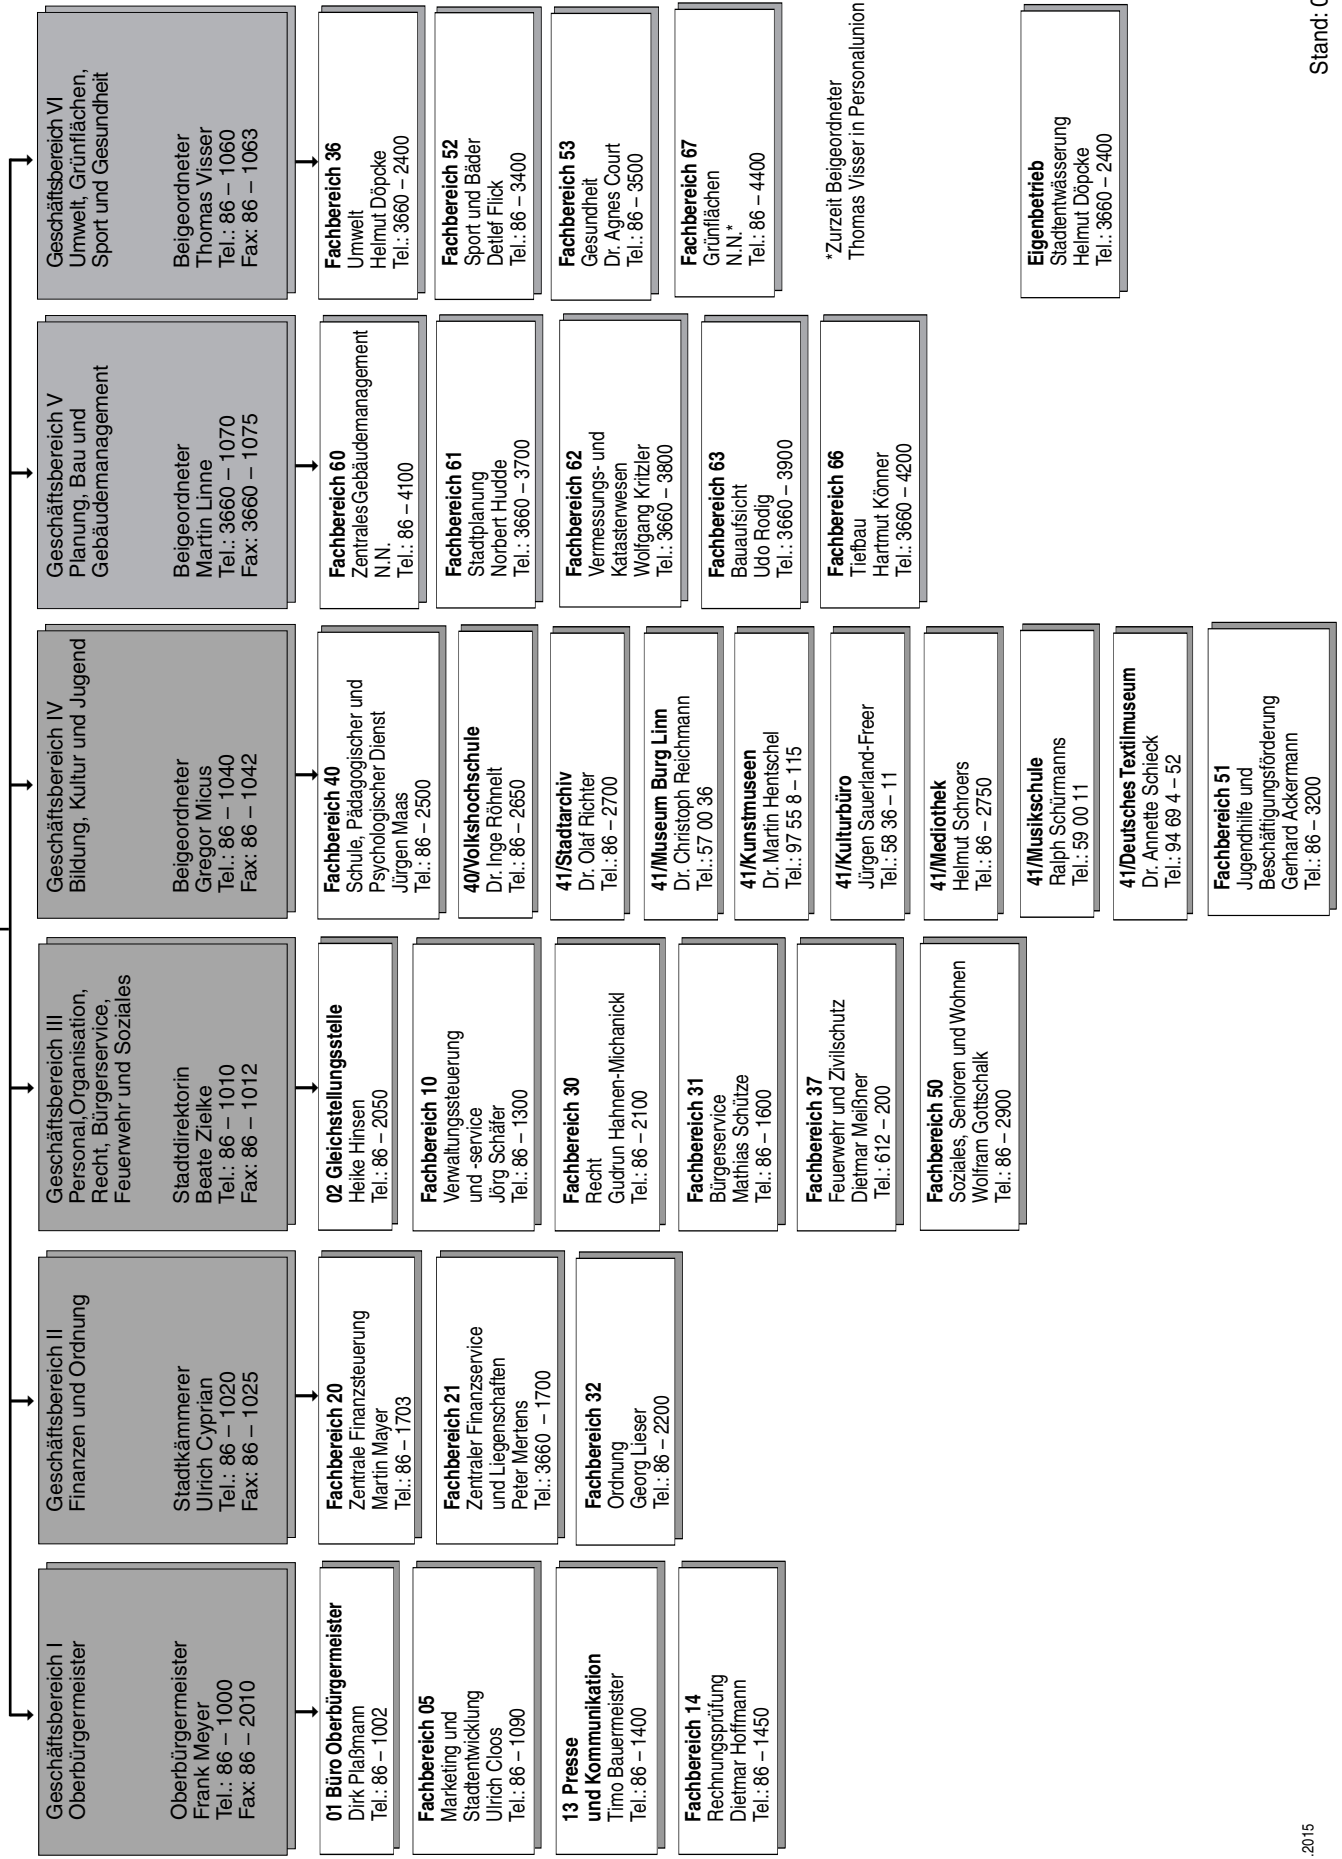 Geschäftsbereich I
Oberbürgermeister
Oberbürgermeister
Frank Meyer
Tel.: 86 – 1000
Fax: 86 – 2010
01 Büro Oberbürgermeister
Dirk Plaßmann
Tel.: 86 – 1002
Fachbereich 05
Marketing und
Stadtentwicklung
Ulrich Cloos
Tel.: 86 – 1090
13 Presse
und Kommunikation
Timo Bauermeister
Tel.: 86 – 1400
Fachbereich 14
Rechnungsprüfung
Dietmar Hoffmann
Tel.: 86 – 1450
Geschäftsbereich II
Finanzen und Ordnung
Stadtkämmerer
Ulrich Cyprian
Tel.: 86 – 1020
Fax: 86 – 1025
Fachbereich 20
Zentrale Finanzsteuerung
Martin Mayer
Tel.: 86 – 1703
Fachbereich 21
Zentraler Finanzservice
und Liegenschaften
Peter Mertens
Tel.: 3660 – 1700
Fachbereich 32
Ordnung
Georg Lieser
Tel.: 86 – 2200
Geschäftsbereich III
Personal,Organisation,
Recht, Bürgerservice,
Feuerwehr und Soziales
Stadtdirektorin
Beate Zielke
Tel.: 86 – 1010
Fax: 86 – 1012
02 Gleichstellungsstelle
Heike Hinsen
Tel.: 86 – 2050
Fachbereich 10
Verwaltungssteuerung
und -service
Jörg Schäfer
Tel.: 86 – 1300
Fachbereich 30
Recht
Gudrun Hahnen-Michanickl
Tel.: 86 – 2100
Fachbereich 31
Bürgerservice
Mathias Schütze
Tel.: 86 – 1600
Fachbereich 37
Feuerwehr und Zivilschutz
Dietmar Meißner
Tel.: 612 – 200
Fachbereich 50
Soziales, Senioren und Wohnen
Wolfram Gottschalk
Tel.: 86 – 2900
Geschäftsbereich IV
Bildung, Kultur und Jugend
Beigeordneter
Gregor Micus
Tel.: 86 – 1040
Fax: 86 – 1042
Fachbereich 40
Schule, Pädagogischer und
Psychologischer Dienst
Jürgen Maas
Tel.: 86 – 2500
40/Volkshochschule
Dr. Inge Röhnelt
Tel.: 86 – 2650
41/Stadtarchiv
Dr. Olaf Richter
Tel.: 86 – 2700
41/Museum Burg Linn
Dr. Christoph Reichmann
Tel.: 57 00 36
41/Kunstmuseen
Dr. Martin Hentschel
Tel.: 97 55 8 – 115
41/Kulturbüro
Jürgen Sauerland-Freer
Tel.: 58 36 – 11
41/Mediothek
Helmut Schroers
Tel.: 86 – 2750
41/Musikschule
Ralph Schürmanns
Tel.: 59 00 11
41/Deutsches Textilmuseum
Dr. Annette Schieck
Tel.: 94 69 4 – 52
Fachbereich 51
Jugendhilfe und
Beschäftigungsförderung
Gerhard Ackermann
Tel.: 86 – 3200
Geschäftsbereich V
Planung, Bau und
Gebäudemanagement
Beigeordneter
Martin Linne
Tel.: 3660 – 1070
Fax: 3660 – 1075
Fachbereich 60
ZentralesGebäudemanagement
N.N.
Tel.: 86 – 4100
Fachbereich 61
Stadtplanung
Norbert Hudde
Tel.: 3660 – 3700
Fachbereich 62
Vermessungs- und
Katasterwesen
Wolfgang Kritzler
Tel.: 3660 – 3800
Fachbereich 63
Bauaufsicht
Udo Rodig
Tel.: 3660 – 3900
Fachbereich 66
Tiefbau
Hartmut Könner
Tel.: 3660 – 4200
Geschäftsbereich VI
Umwelt, Grünflächen,
Sport und Gesundheit
Beigeordneter
Thomas Visser
Tel.: 86 – 1060
Fax: 86 – 1063
Fachbereich 36
Umwelt
Helmut Döpcke
Tel.: 3660 – 2400
Fachbereich 52
Sport und Bäder
Detlef Flick
Tel.: 86 – 3400
Fachbereich 53
Gesundheit
Dr. Agnes Court
Tel.: 86 – 3500
Fachbereich 67
Grünflächen
N.N.*
Tel.: 86 – 4400
*Zurzeit Beigeordneter
Thomas Visser in Personalunion
Eigenbetrieb
Stadtentwässerung
Helmut Döpcke
Tel.: 3660 – 2400
.2015
Stand: